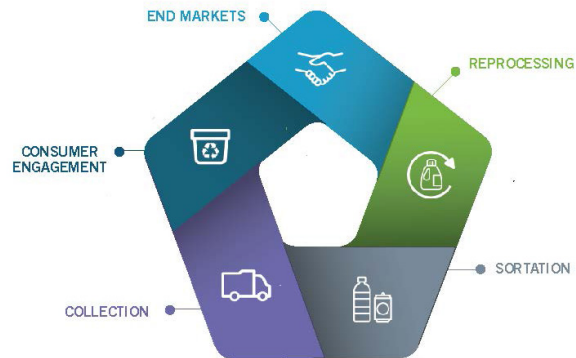 END MARKETS
REPROCESSING
CONSUMER
ENGAGEMENT
SORTATION
COLLECTION